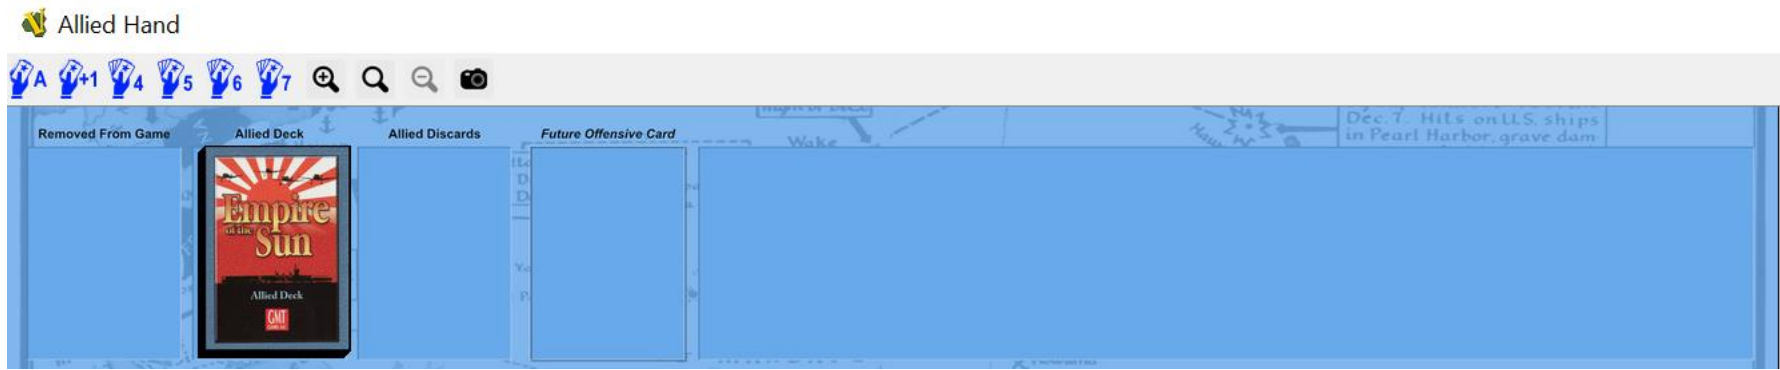 Allied Hand
A +1 4 5 6 7
Dec. 7. Hits on U.S. ships
in Pearl Harbor, grave dam-
Removed From Game Allied Deck Allied Discards Future Offensive Card
Wake
Empire
of the
Sun
Allied Deck
GMT